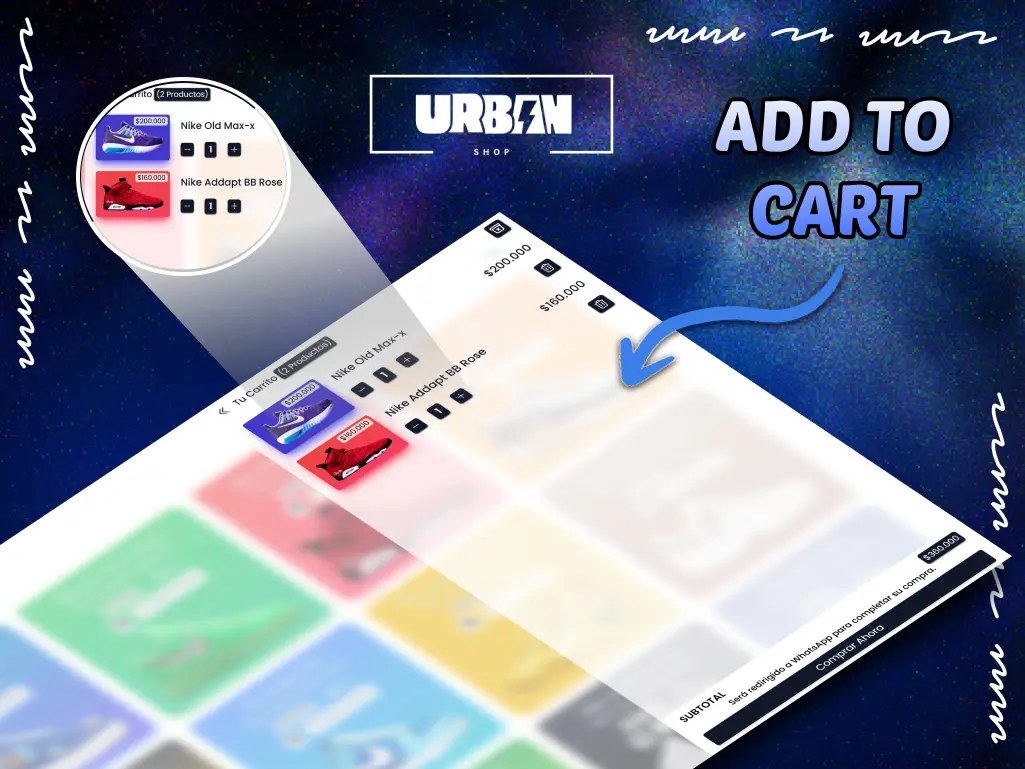 URBAN
SHOP
ADD TO
CART
rrito (2 Productos)
$200.000
Nike Old Max-x
1
$160.000
Nike Addapt BB Rose
1
Tu Carrito (2 Productos)
$200.000
Nike Old Max-x
1
$200.000
$160.000
Nike Addapt BB Rose
1
$160.000
SUBTOTAL
$360.000
Será redirigido a WhatsApp para completar su compra.
Comprar Ahora